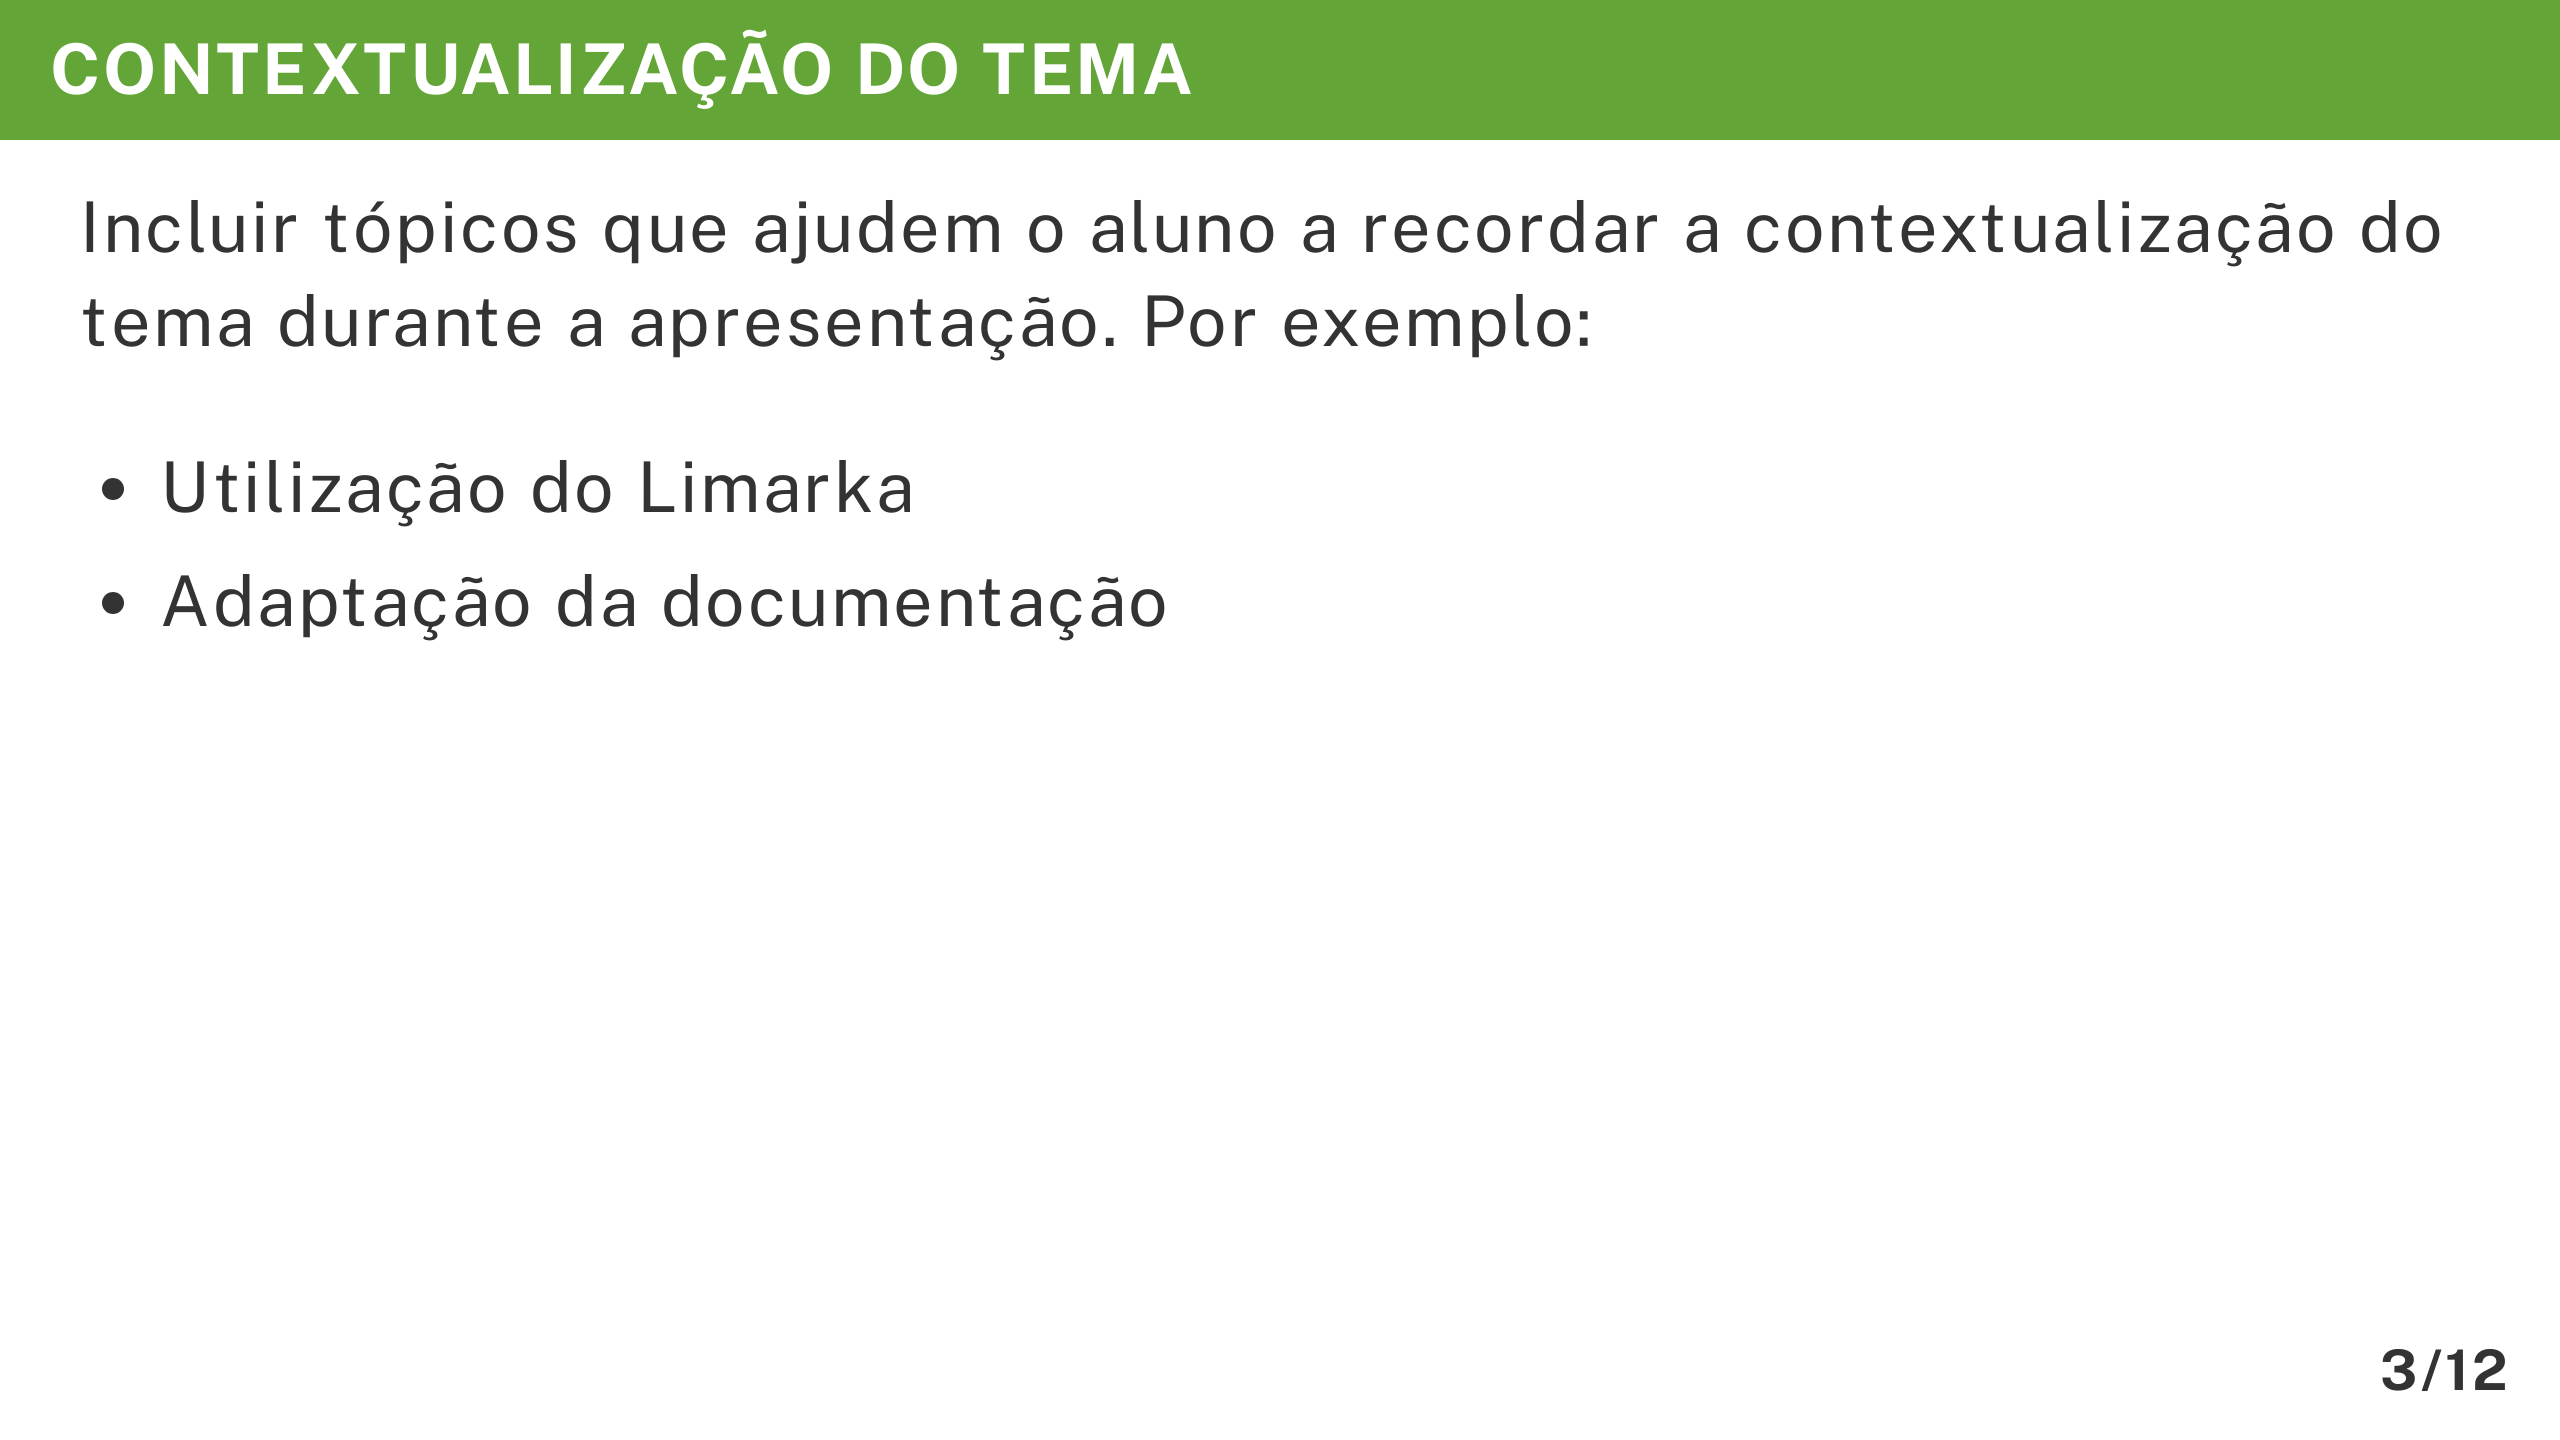 CONTEXTUALIZAÇÃO DO TEMA
Incluir tópicos que ajudem o aluno a recordar a contextualização do
tema durante a apresentação. Por exemplo:
• Utilização do Limarka
• Adaptação da documentação
3/12